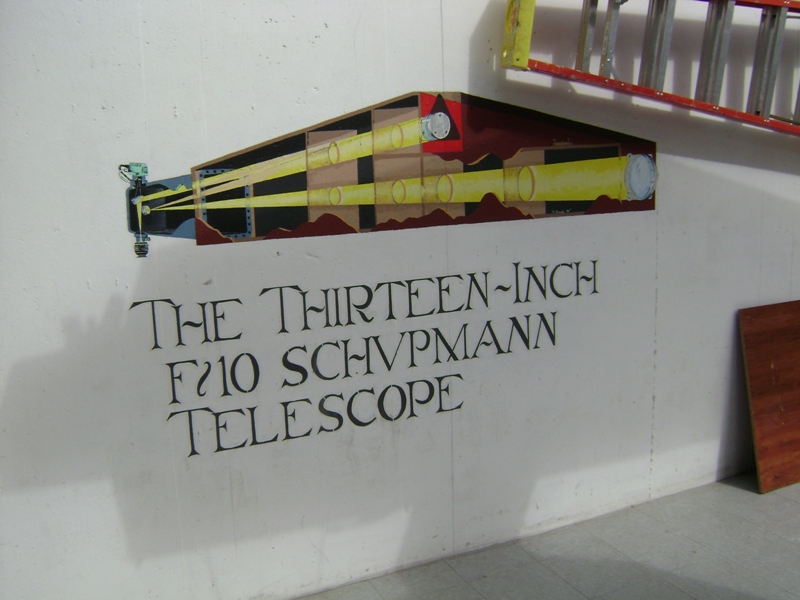 THE THIRTEEN-INCH
F/10 SCHVPMANN
TELESCOPE